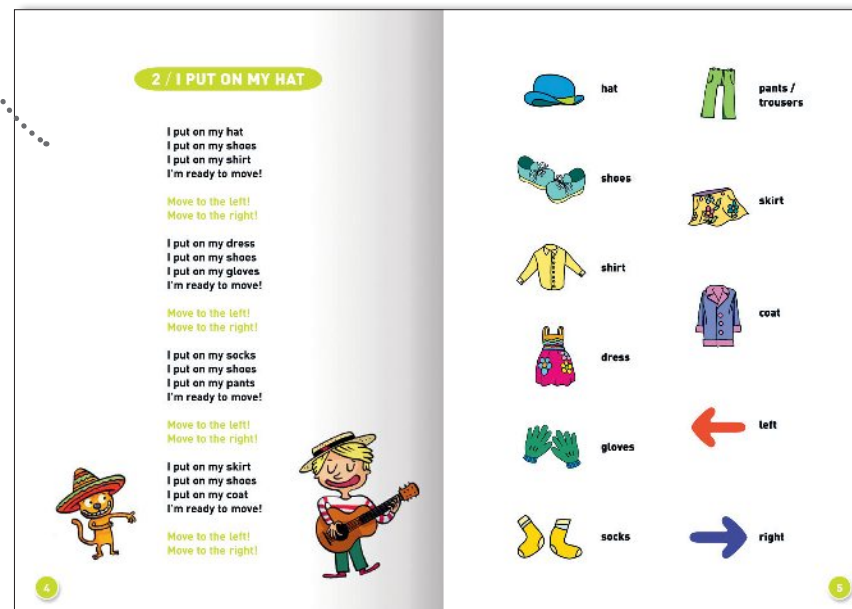 2 / I PUT ON MY HAT
I put on my hat
I put on my shoes
I put on my shirt
I'm ready to move!
Move to the left!
Move to the right!
I put on my dress
I put on my shoes
I put on my gloves
I'm ready to move!
Move to the left!
Move to the right!
I put on my socks
I put on my shoes
I put on my pants
I'm ready to move!
Move to the left!
Move to the right!
I put on my skirt
I put on my shoes
I put on my coat
I'm ready to move!
Move to the left!
Move to the right!
4
hat
shoes
shirt
dress
gloves
socks
pants /
trousers
skirt
coat
left
right
5